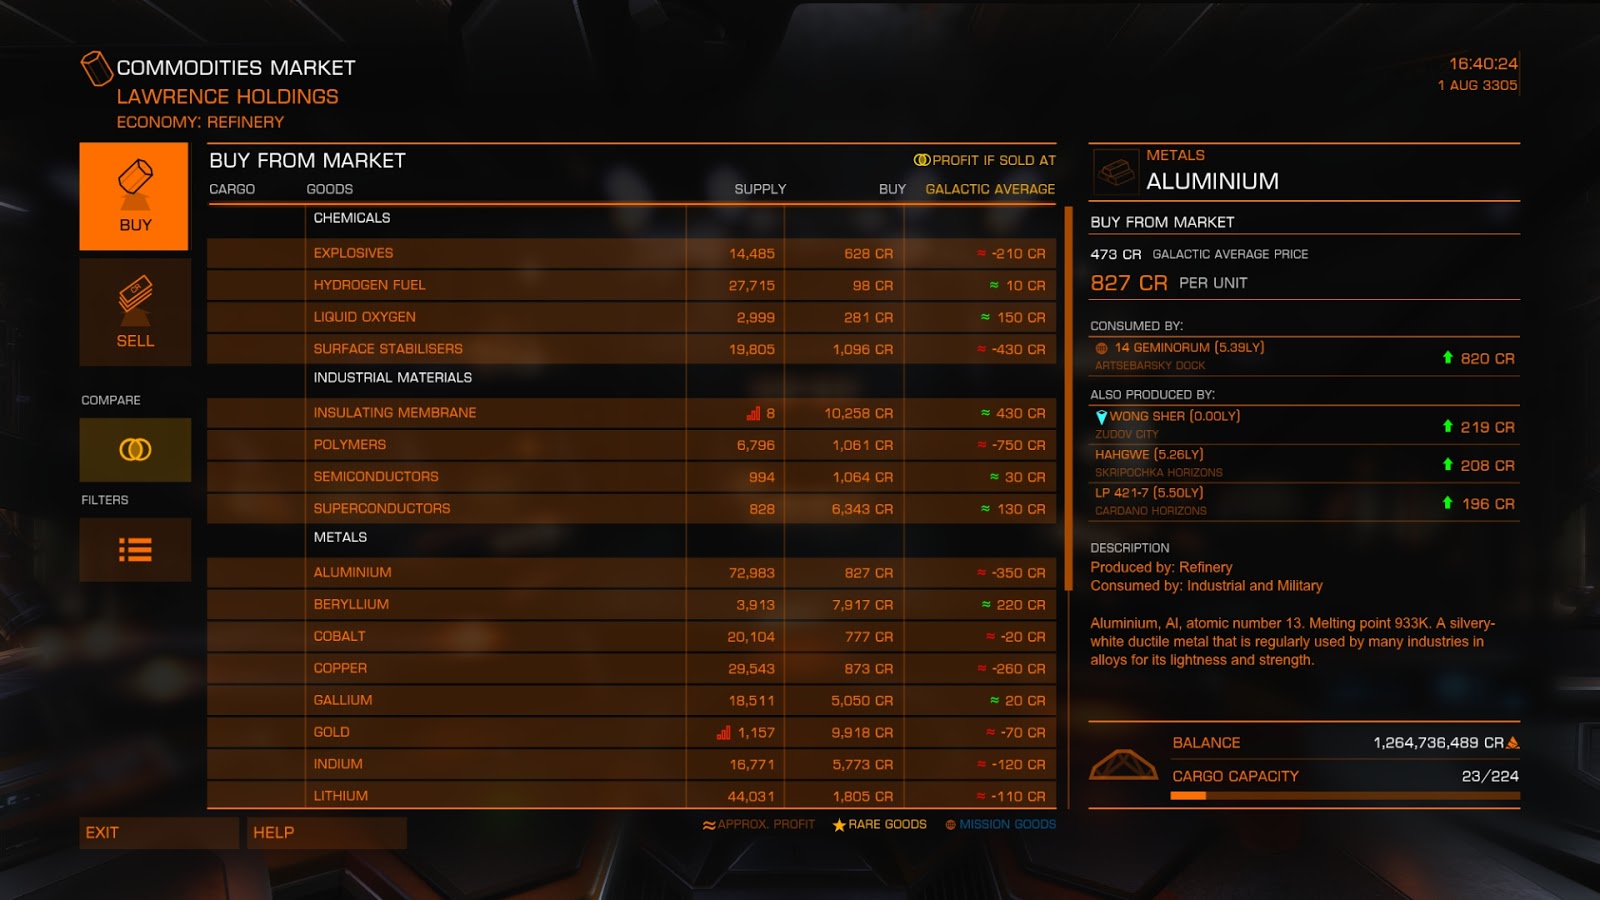 COMMODITIES MARKET
LAWRENCE HOLDINGS
ECONOMY: REFINERY
16:40:24
1 AUG 3305
BUY
SELL
COMPARE
FILTERS
BUY FROM MARKET
PROFIT IF SOLD AT
CARGO GOODS SUPPLY BUY GALACTIC AVERAGE
CHEMICALS
EXPLOSIVES 14,485 628 CR ≈ -210 CR
HYDROGEN FUEL 27,715 98 CR ≈ 10 CR
LIQUID OXYGEN 2,999 281 CR ≈ 150 CR
SURFACE STABILISERS 19,805 1,096 CR ≈ -430 CR
INDUSTRIAL MATERIALS
INSULATING MEMBRANE 8 10,258 CR ≈ 430 CR
POLYMERS 6,796 1,061 CR ≈ -750 CR
SEMICONDUCTORS 994 1,064 CR ≈ 30 CR
SUPERCONDUCTORS 828 6,343 CR ≈ 130 CR
METALS
ALUMINIUM 72,983 827 CR ≈ -350 CR
BERYLLIUM 3,913 7,917 CR ≈ 220 CR
COBALT 20,104 777 CR ≈ -20 CR
COPPER 29,543 873 CR ≈ -260 CR
GALLIUM 18,511 5,050 CR ≈ 20 CR
GOLD 1,157 9,918 CR ≈ -70 CR
INDIUM 16,771 5,773 CR ≈ -120 CR
LITHIUM 44,031 1,805 CR ≈ -110 CR
≈APPROX. PROFIT RARE GOODS MISSION GOODS
METALS
ALUMINIUM
BUY FROM MARKET
473 CR GALACTIC AVERAGE PRICE
827 CR PER UNIT
CONSUMED BY:
14 GEMINORUM (5.39LY)
ARTSEBARSKY DOCK
820 CR
ALSO PRODUCED BY:
WONG SHER (0.00LY)
ZUDOV CITY
219 CR
HAHGWE (5.26LY)
SKRIPOCHKA HORIZONS
208 CR
LP 421-7 (5.50LY)
CARDANO HORIZONS
196 CR
DESCRIPTION
Produced by: Refinery
Consumed by: Industrial and Military
Aluminium, Al, atomic number 13. Melting point 933K. A silvery-
white ductile metal that is regularly used by many industries in
alloys for its lightness and strength.
BALANCE 1,264,736,489 CR
CARGO CAPACITY 23/224
EXIT
HELP